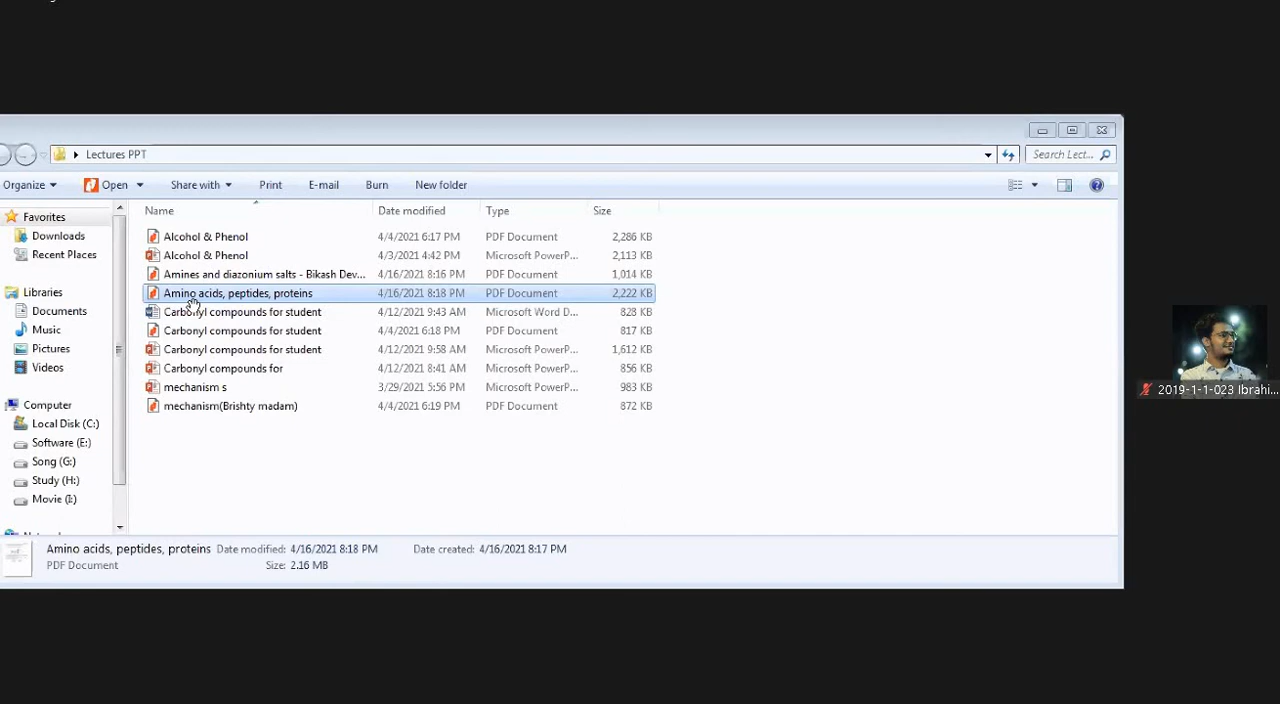 Lectures PPT
Search Lect...
Organize
Open
Share with
Print
E-mail
Burn
New folder
Name
Date modified
Type
Size
Favorites
Downloads
Recent Places
Libraries
Documents
Music
Pictures
Videos
Computer
Local Disk (C:)
Software (E:)
Song (G:)
Study (H:)
Movie (I:)
Alcohol & Phenol 4/4/2021 6:17 PM PDF Document 2,286 KB
Alcohol & Phenol 4/3/2021 4:42 PM Microsoft PowerP... 2,113 KB
Amines and diazonium salts - Bikash Dev... 4/16/2021 8:16 PM PDF Document 1,014 KB
Amino acids, peptides, proteins 4/16/2021 8:18 PM PDF Document 2,222 KB
Carbonyl compounds for student 4/12/2021 9:43 AM Microsoft Word D... 828 KB
Carbonyl compounds for student 4/4/2021 6:18 PM PDF Document 817 KB
Carbonyl compounds for student 4/12/2021 9:58 AM Microsoft PowerP... 1,612 KB
Carbonyl compounds for 4/12/2021 8:41 AM Microsoft PowerP... 856 KB
mechanism s 3/29/2021 5:56 PM Microsoft PowerP... 983 KB
mechanism(Brishty madam) 4/4/2021 6:19 PM PDF Document 872 KB
2019-1-1-023 Ibrahi...
Amino acids, peptides, proteins Date modified: 4/16/2021 8:18 PM Date created: 4/16/2021 8:17 PM
PDF Document Size: 2.16 MB